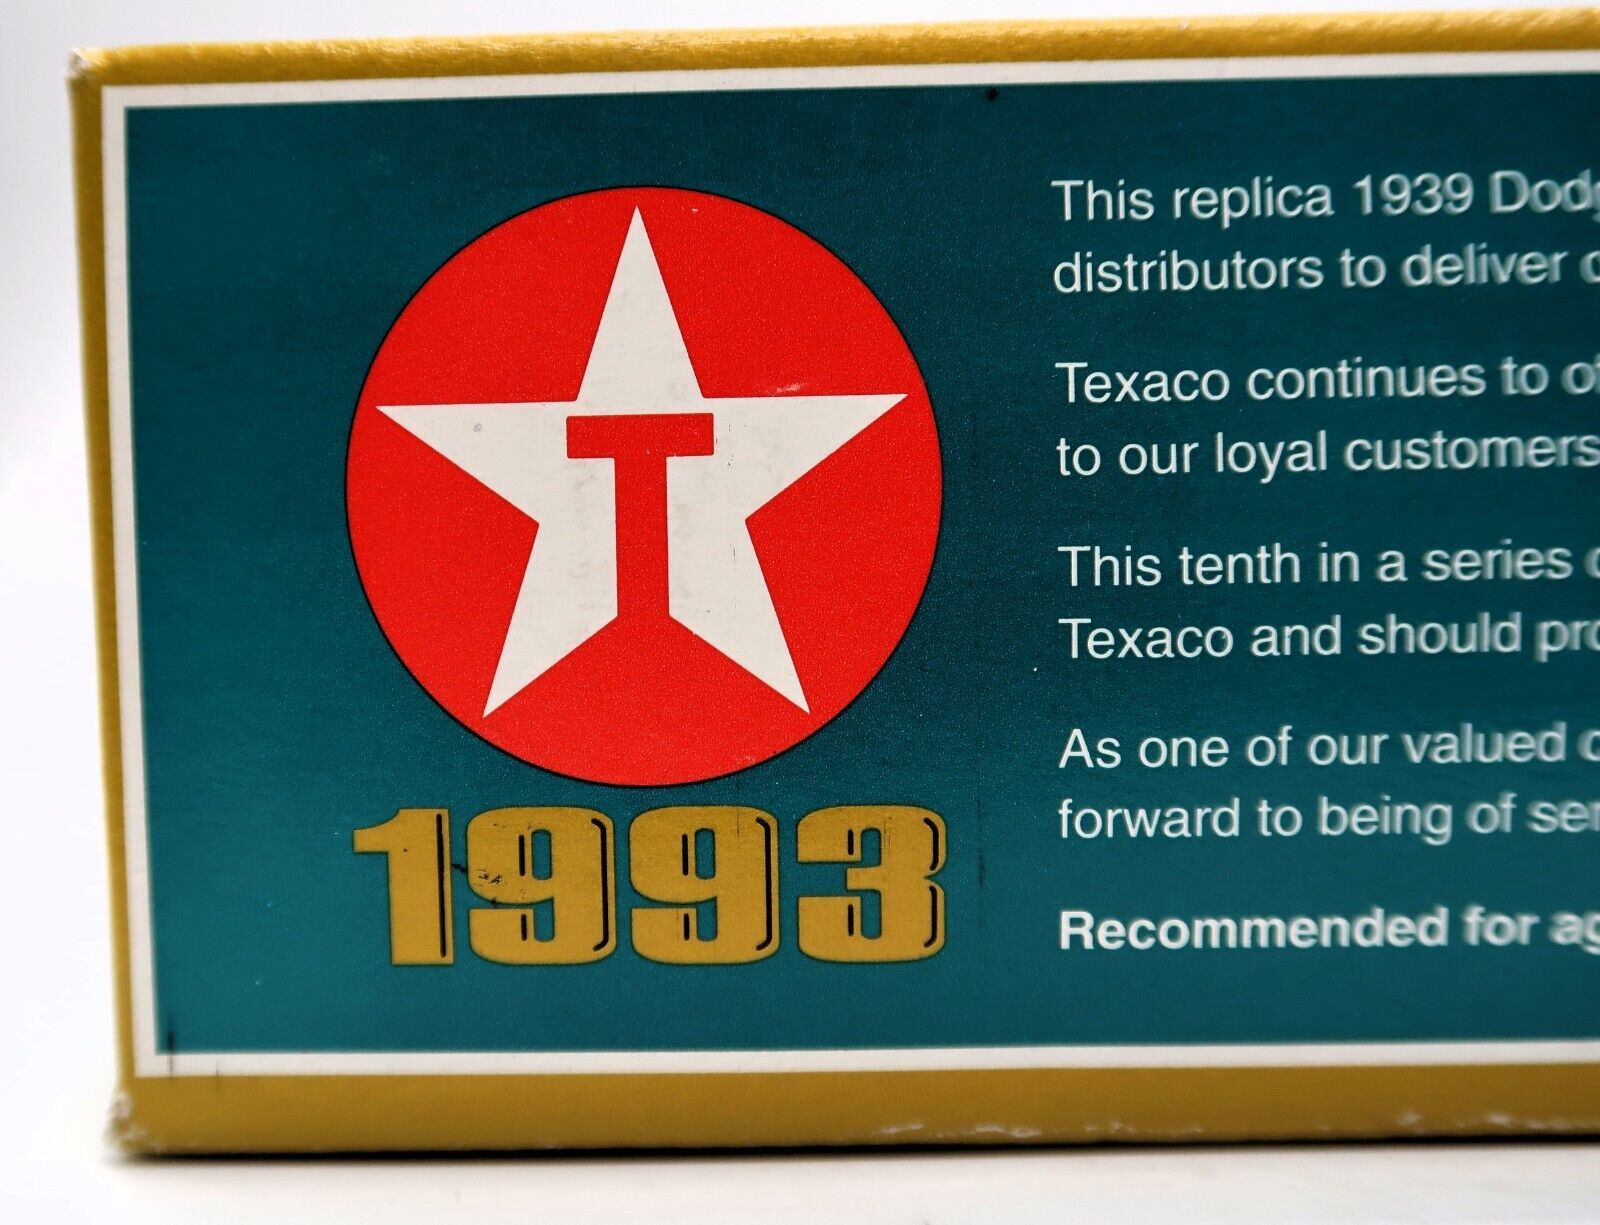 T
1993
This replica 1939
distributors to deliver
Texaco continues to
to our loyal customers
This tenth in a series
Texaco and should
As one of our valued
forward to being of
Recommended for